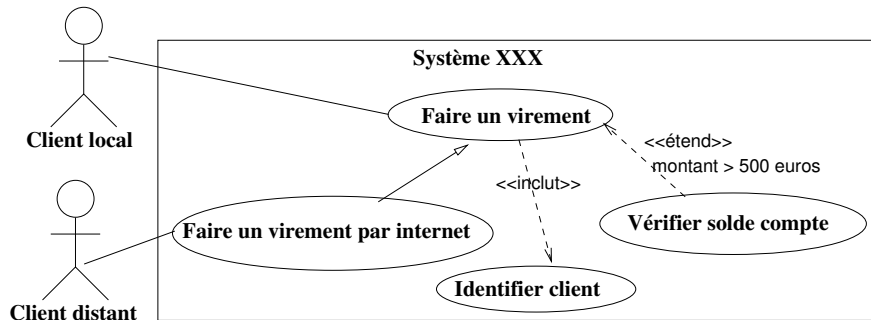 Système XXX
Faire un virement
Client local
<<étend>>
montant > 500 euros
<<inclut>>
Faire un virement par internet
Vérifier solde compte
Identifier client
Client distant